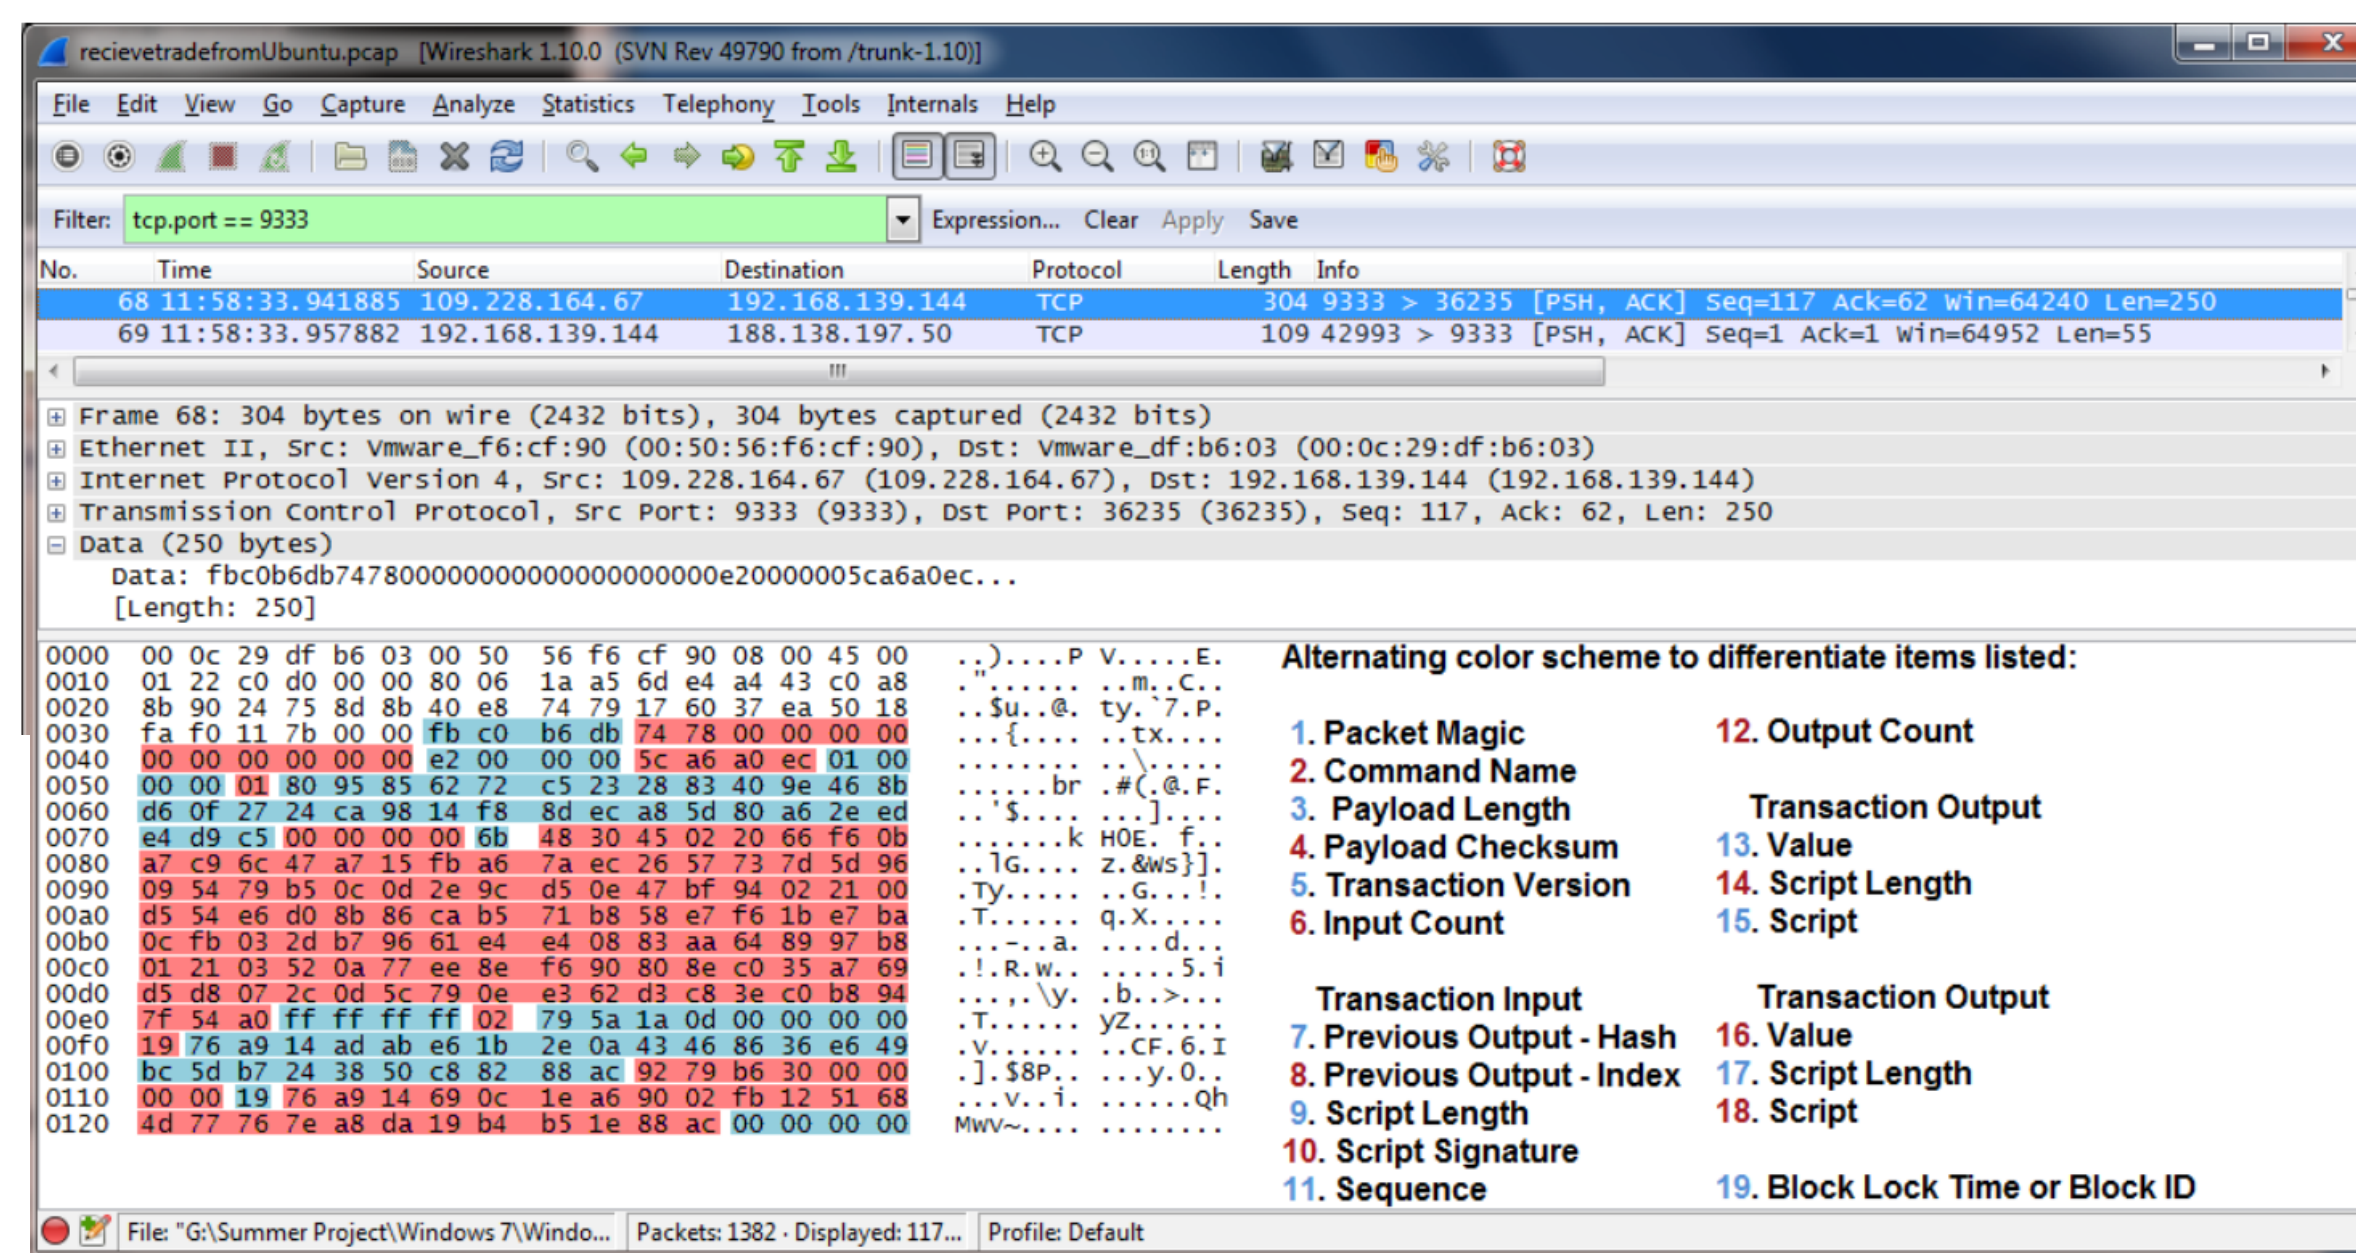 recievetradefromUbuntu.pcap [Wireshark 1.10.0 (SVN Rev 49790 from /trunk-1.10)]
File Edit View Go Capture Analyze Statistics Telephony Tools Internals Help
Filter: tcp.port == 9333 Expression... Clear Apply Save
No. Time Source Destination Protocol Length Info
68 11:58:33.941885 109.228.164.67 192.168.139.144 TCP 304 9333 > 36235 [PSH, ACK] Seq=117 Ack=62 Win=64240 Len=250
69 11:58:33.957882 192.168.139.144 188.138.197.50 TCP 109 42993 > 9333 [PSH, ACK] Seq=1 Ack=1 Win=64952 Len=55
Frame 68: 304 bytes on wire (2432 bits), 304 bytes captured (2432 bits)
Ethernet II, Src: Vmware_f6:cf:90 (00:50:56:f6:cf:90), Dst: Vmware_df:b6:03 (00:0c:29:df:b6:03)
Internet Protocol Version 4, Src: 109.228.164.67 (109.228.164.67), Dst: 192.168.139.144 (192.168.139.144)
Transmission Control Protocol, Src Port: 9333 (9333), Dst Port: 36235 (36235), Seq: 117, Ack: 62, Len: 250
Data (250 bytes)
Data: fbc0b6db747800000000000000000000e20000005ca6a0ec...
[Length: 250]
0000 00 0c 29 df b6 03 00 50 56 f6 cf 90 08 00 45 00 ..)....P V.....E.
0010 01 22 c0 d0 00 00 80 06 1a a5 6d e4 a4 43 c0 a8 ."...... ..m..C..
0020 8b 90 24 75 8d 8b 40 e8 74 79 17 60 37 ea 50 18 ..$u..@. ty.`7.P.
0030 fa f0 11 7b 00 00 fb c0 b6 db 74 78 00 00 00 00 ...{.... ..tx....
0040 00 00 00 00 00 00 e2 00 00 00 5c a6 a0 ec 01 00 ........ ..\.....
0050 00 00 01 80 95 85 62 72 c5 23 28 83 40 9e 46 8b ......br .#(.@.F.
0060 d6 0f 27 24 ca 98 14 f8 8d ec a8 5d 80 a6 2e ed ..'$.... ...]....
0070 e4 d9 c5 00 00 00 00 6b 48 30 45 02 20 66 f6 0b .......k H0E. f..
0080 a7 c9 6c 47 a7 15 fb a6 7a ec 26 57 73 7d 5d 96 ..lG.... z.&Ws}].
0090 09 54 79 b5 0c 0d 2e 9c d5 0e 47 bf 94 02 21 00 .Ty..... ..G...!.
00a0 d5 54 e6 d0 8b 86 ca b5 71 b8 58 e7 f6 1b e7 ba .T...... q.X.....
00b0 0c fb 03 2d b7 96 61 e4 e4 08 83 aa 64 89 97 b8 ...-..a. ....d...
00c0 01 21 03 52 0a 77 ee 8e f6 90 80 8e c0 35 a7 69 .!.R.w.. .....5.i
00d0 d5 d8 07 2c 0d 5c 79 0e e3 62 d3 c8 3e c0 b8 94 ...,.\y. .b..>...
00e0 7f 54 a0 ff ff ff ff 02 79 5a 1a 0d 00 00 00 00 .T...... yZ......
00f0 19 76 a9 14 ad ab e6 1b 2e 0a 43 46 86 36 e6 49 .v...... ..CF.6.I
0100 bc 5d b7 24 38 50 c8 82 88 ac 92 79 b6 30 00 00 .].$8P.. ...y.0..
0110 00 00 19 76 a9 14 69 0c 1e a6 90 02 fb 12 51 68 ...v..i. ......Qh
0120 4d 77 76 7e a8 da 19 b4 b5 1e 88 ac 00 00 00 00 Mwv~.... ........
Alternating color scheme to differentiate items listed:
1. Packet Magic
2. Command Name
3. Payload Length
4. Payload Checksum
5. Transaction Version
6. Input Count
Transaction Input
7. Previous Output - Hash
8. Previous Output - Index
9. Script Length
10. Script Signature
11. Sequence
12. Output Count
Transaction Output
13. Value
14. Script Length
15. Script
Transaction Output
16. Value
17. Script Length
18. Script
19. Block Lock Time or Block ID
File: "G:\Summer Project\Windows 7\Windo... Packets: 1382 · Displayed: 117... Profile: Default